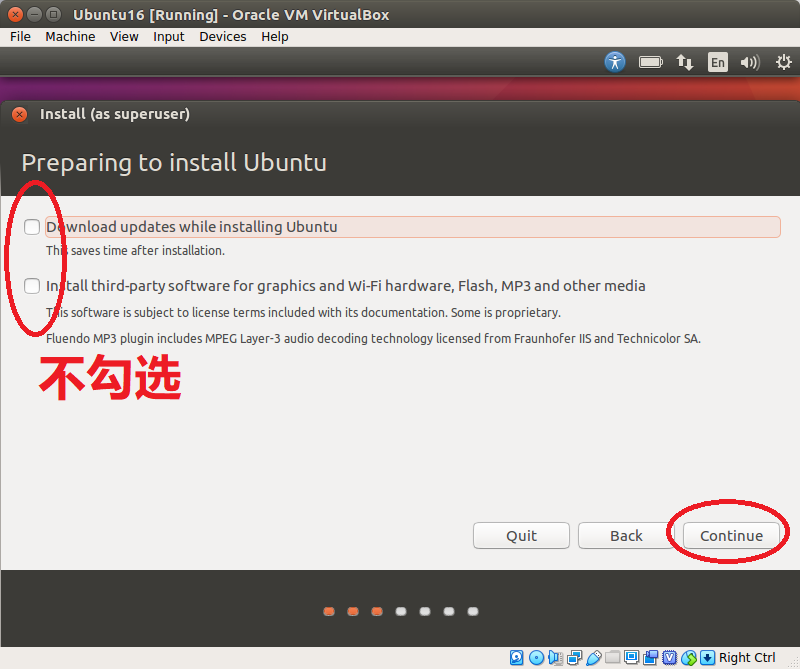 Ubuntu16 [Running] - Oracle VM VirtualBox
File Machine View Input Devices Help
En
Install (as superuser)
Preparing to install Ubuntu
Download updates while installing Ubuntu
This saves time after installation.
Install third-party software for graphics and Wi-Fi hardware, Flash, MP3 and other media
This software is subject to license terms included with its documentation. Some is proprietary.
Fluendo MP3 plugin includes MPEG Layer-3 audio decoding technology licensed from Fraunhofer IIS and Technicolor SA.
不勾选
Quit Back Continue
Right Ctrl